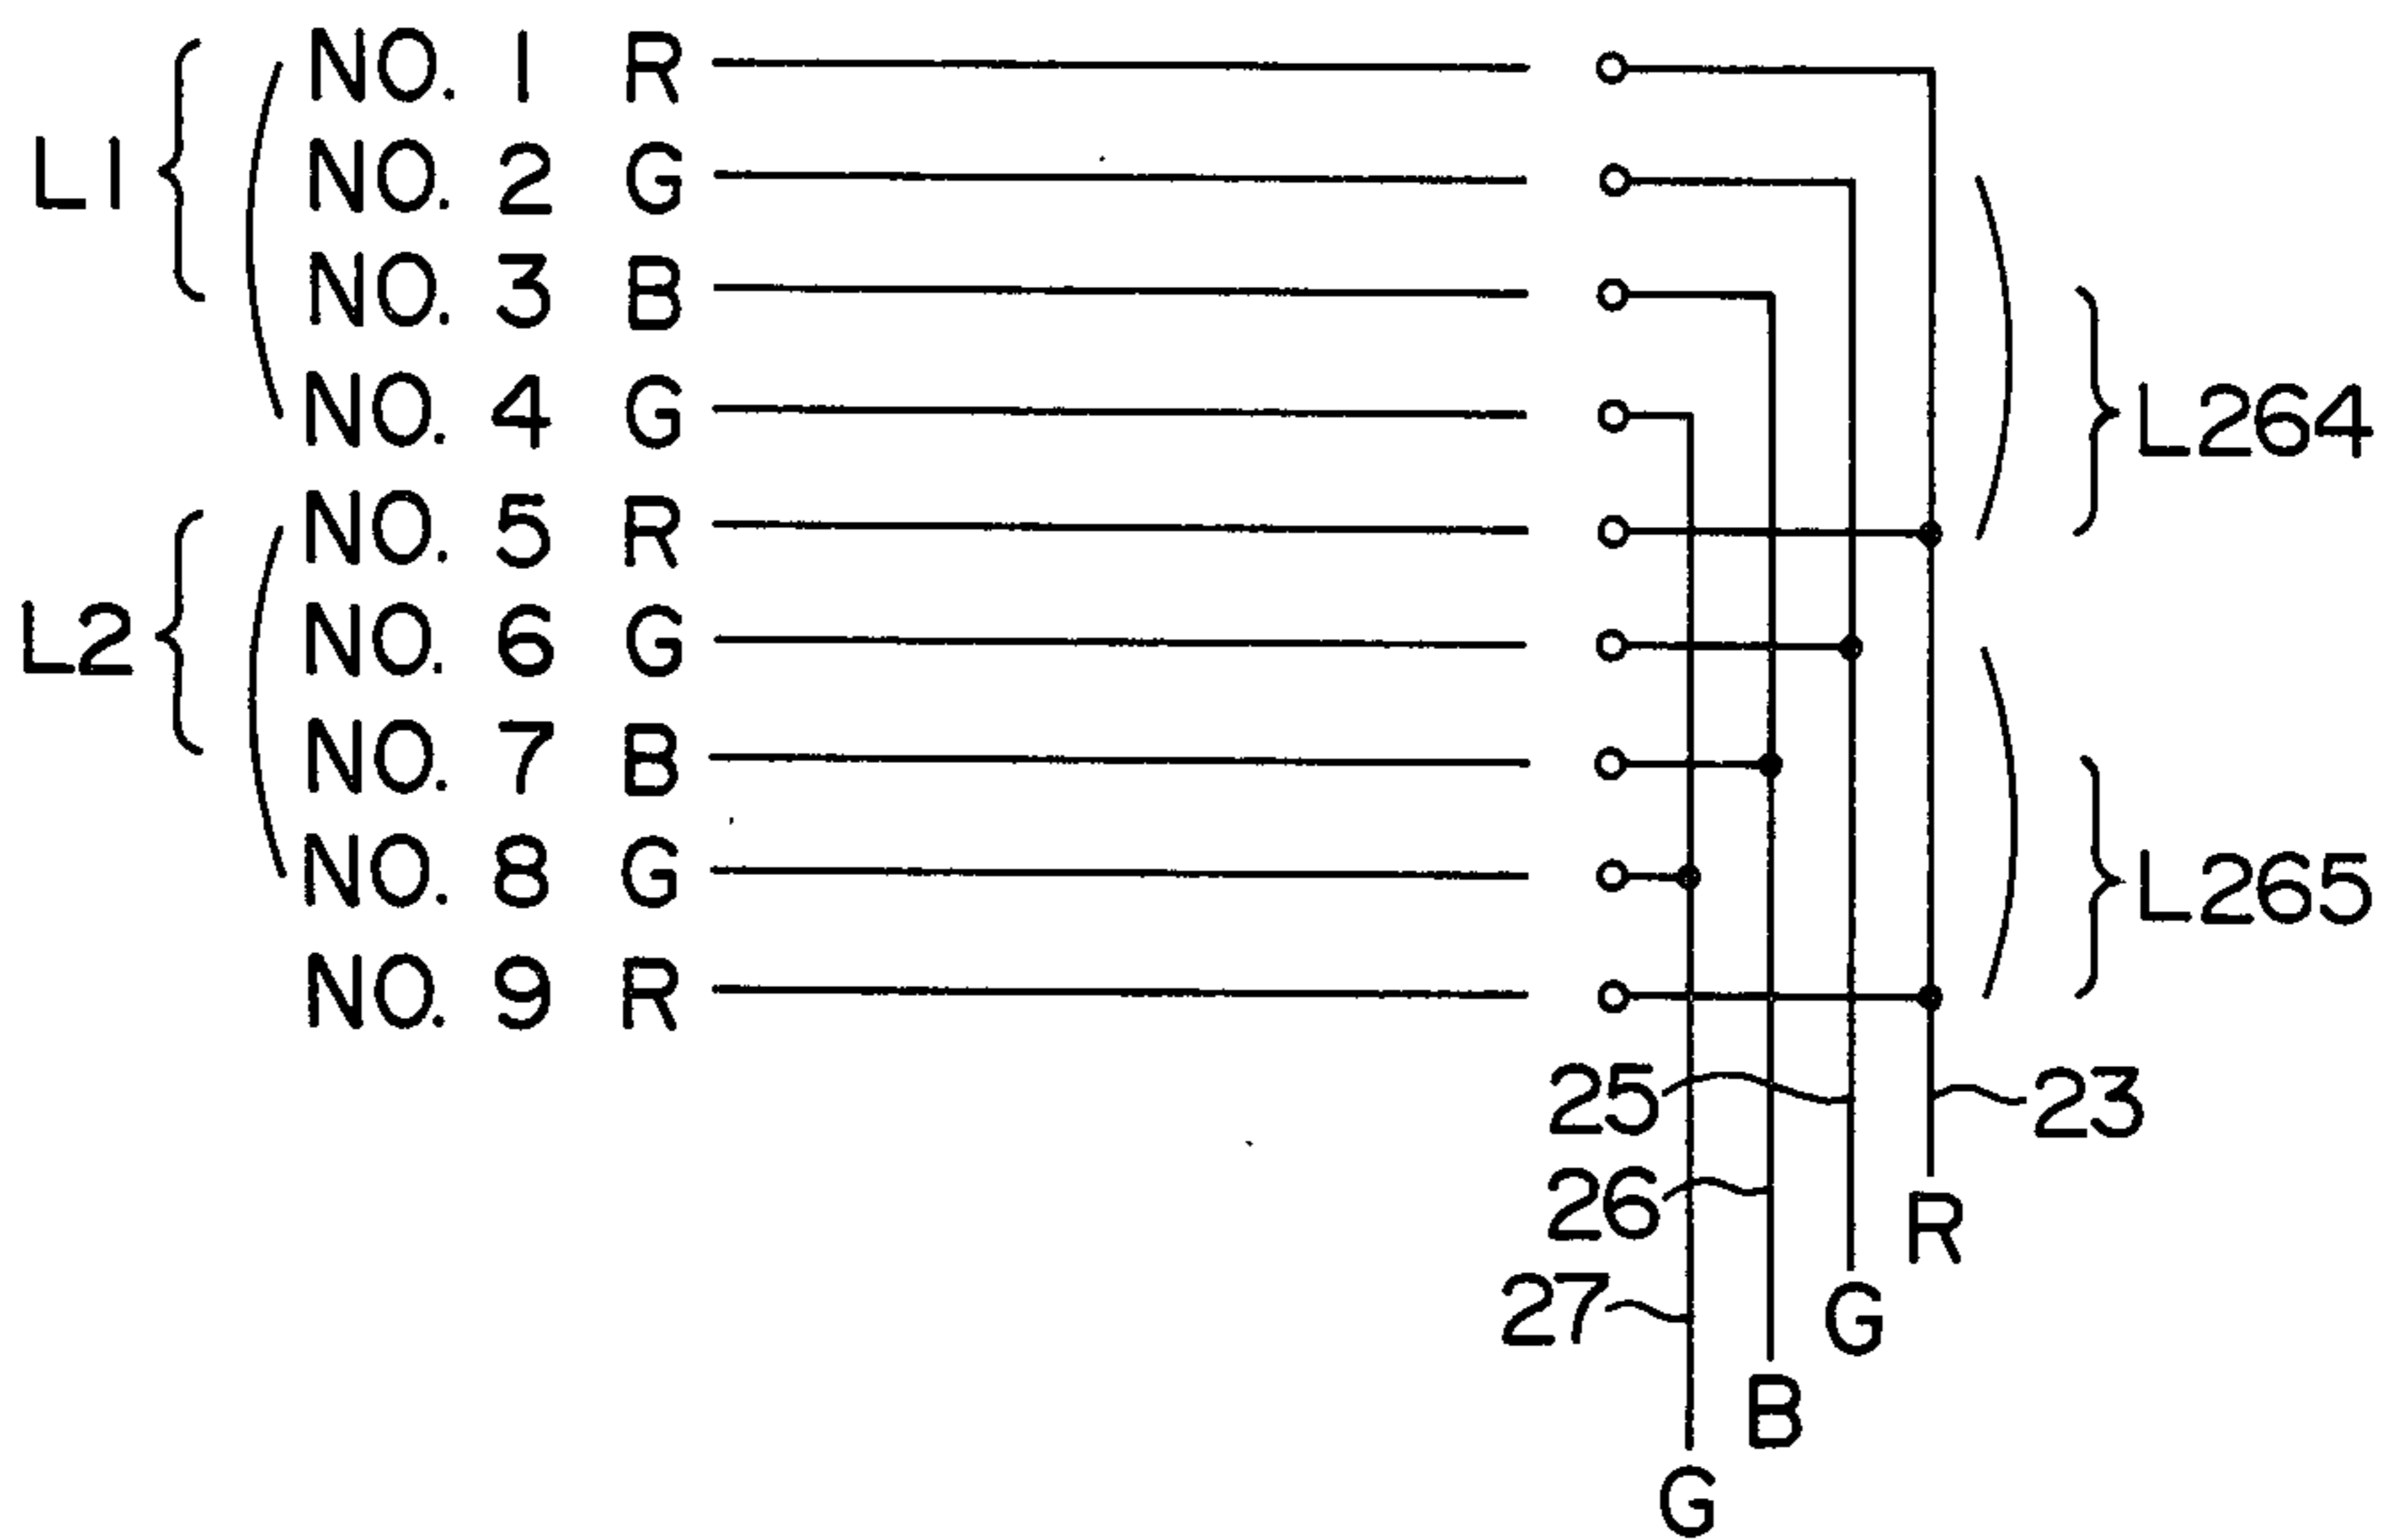 NO. 1 R
L1
NO. 2 G
NO. 3 B
NO. 4 G
L264
NO. 5 R
L2
NO. 6 G
NO. 7 B
NO. 8 G
L265
NO. 9 R
25
23
26
R
27
G
B
G